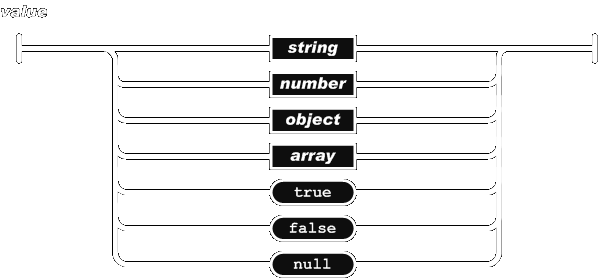 value
string
number
object
array
true
false
null